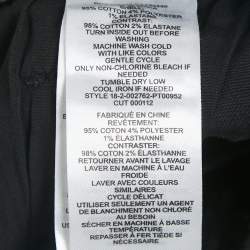 95% COTTON 4% POLYESTER
1% ELASTANE
CONTRAST:
98% COTTON 2% ELASTANE
TURN INSIDE OUT BEFORE
WASHING
MACHINE WASH COLD
WITH LIKE COLORS
GENTLE CYCLE
ONLY NON-CHLORINE BLEACH IF
NEEDED
TUMBLE DRY LOW
COOL IRON IF NEEDED
STYLE 18-2-002762-PT00952
CUT 000112
FABRIQUÉ EN CHINE
REVÊTEMENT:
95% COTON 4% POLYESTER
1% ÉLASTHANNE
CONTRASTER:
98% COTON 2% ÉLASTHANNE
RETOURNER AVANT LE LAVAGE
LAVER EN MACHINE À L'EAU
FROIDE
LAVER AVEC COULEURS
SIMILAIRES
CYCLE DÉLICAT
UTILISER SEULEMENT UN AGENT
DE BLANCHIMENT NON CHLORÉ
AU BESOIN
SÉCHER EN MACHINE À BASSE
TEMPÉRATURE
REPASSER À FER TIÈDE SI
NÉCESSAIRE